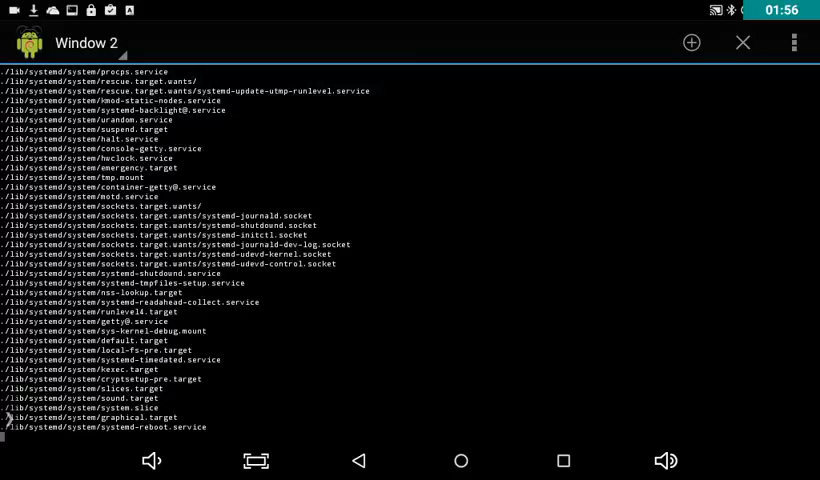 A
01:56
Window 2
./lib/systemd/system/procps.service
./lib/systemd/system/rescue.target.wants/
./lib/systemd/system/rescue.target.wants/systemd-update-utmp-runlevel.service
./lib/systemd/system/kmod-static-nodes.service
./lib/systemd/system/systemd-backlight@.service
./lib/systemd/system/urandom.service
./lib/systemd/system/suspend.target
./lib/systemd/system/halt.service
./lib/systemd/system/console-getty.service
./lib/systemd/system/hwclock.service
./lib/systemd/system/emergency.target
./lib/systemd/system/tmp.mount
./lib/systemd/system/container-getty@.service
./lib/systemd/system/motd.service
./lib/systemd/system/sockets.target.wants/
./lib/systemd/system/sockets.target.wants/systemd-journald.socket
./lib/systemd/system/sockets.target.wants/systemd-shutdownd.socket
./lib/systemd/system/sockets.target.wants/systemd-initctl.socket
./lib/systemd/system/sockets.target.wants/systemd-journald-dev-log.socket
./lib/systemd/system/sockets.target.wants/systemd-udevd-kernel.socket
./lib/systemd/system/sockets.target.wants/systemd-udevd-control.socket
./lib/systemd/system/systemd-shutdownd.service
./lib/systemd/system/systemd-tmpfiles-setup.service
./lib/systemd/system/nss-lookup.target
./lib/systemd/system/systemd-readahead-collect.service
./lib/systemd/system/runlevel4.target
./lib/systemd/system/getty@.service
./lib/systemd/system/sys-kernel-debug.mount
./lib/systemd/system/default.target
./lib/systemd/system/local-fs-pre.target
./lib/systemd/system/systemd-timedated.service
./lib/systemd/system/kexec.target
./lib/systemd/system/cryptsetup-pre.target
./lib/systemd/system/slices.target
./lib/systemd/system/sound.target
./lib/systemd/system/system.slice
./lib/systemd/system/graphical.target
./lib/systemd/system/systemd-reboot.service